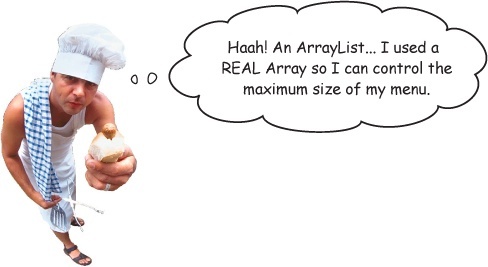 Haah! An ArrayList... I used a
REAL Array so I can control the
maximum size of my menu.